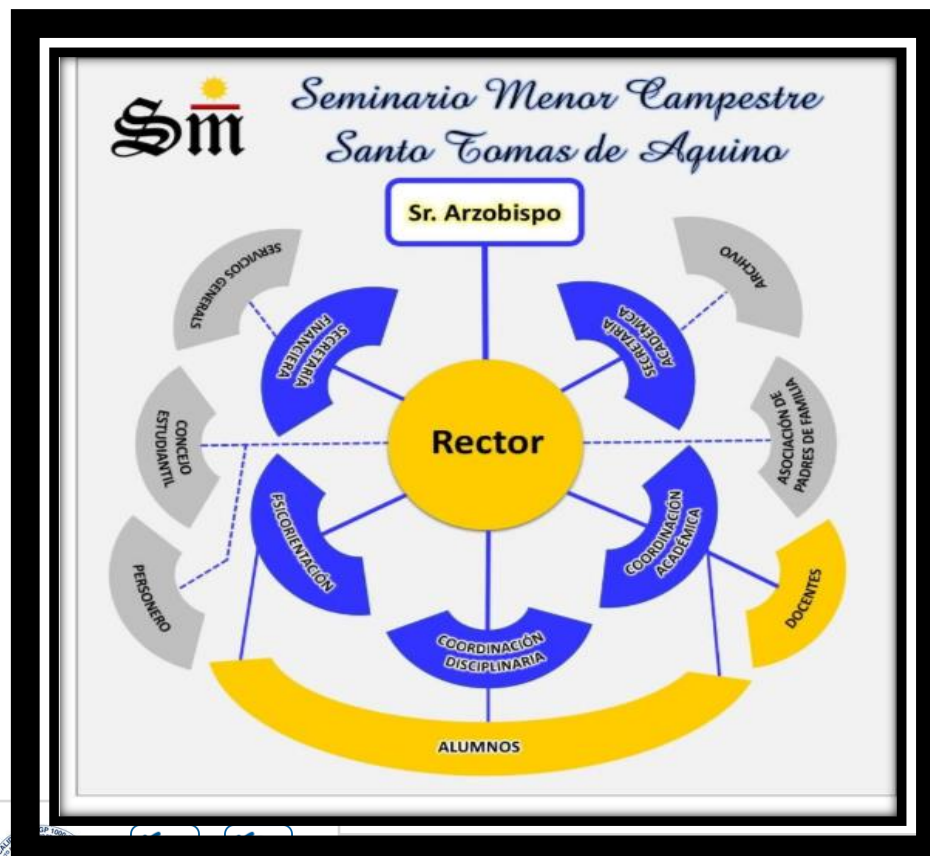 Sm
Seminario Menor Campestre
Santo Tomas de Aquino
Sr. Arzobispo
SERVICIOS GENERALS
ARCHIVO
SECRETARÍA
FINANCIERA
SECRETARÍA
ACADÉMICA
CONCEJO
ESTUDIANTIL
Rector
ASOCIACIÓN DE
PADRES DE FAMILIA
PSICORIENTACIÓN
COORDINACIÓN
ACADÉMICA
PERSONERO
DOCENTES
COORDINACIÓN
DISCIPLINARIA
ALUMNOS